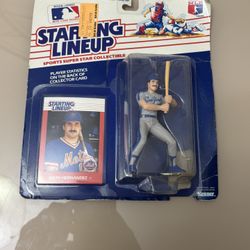 STARTING
LINEUP
SPORTS SUPER STAR COLLECTIBLE
PLAYER STATISTICS
ON THE BACK OF
COLLECTOR CARD
STARTING
LINEUP
Mets
KEITH HERNANDEZ
Kenner